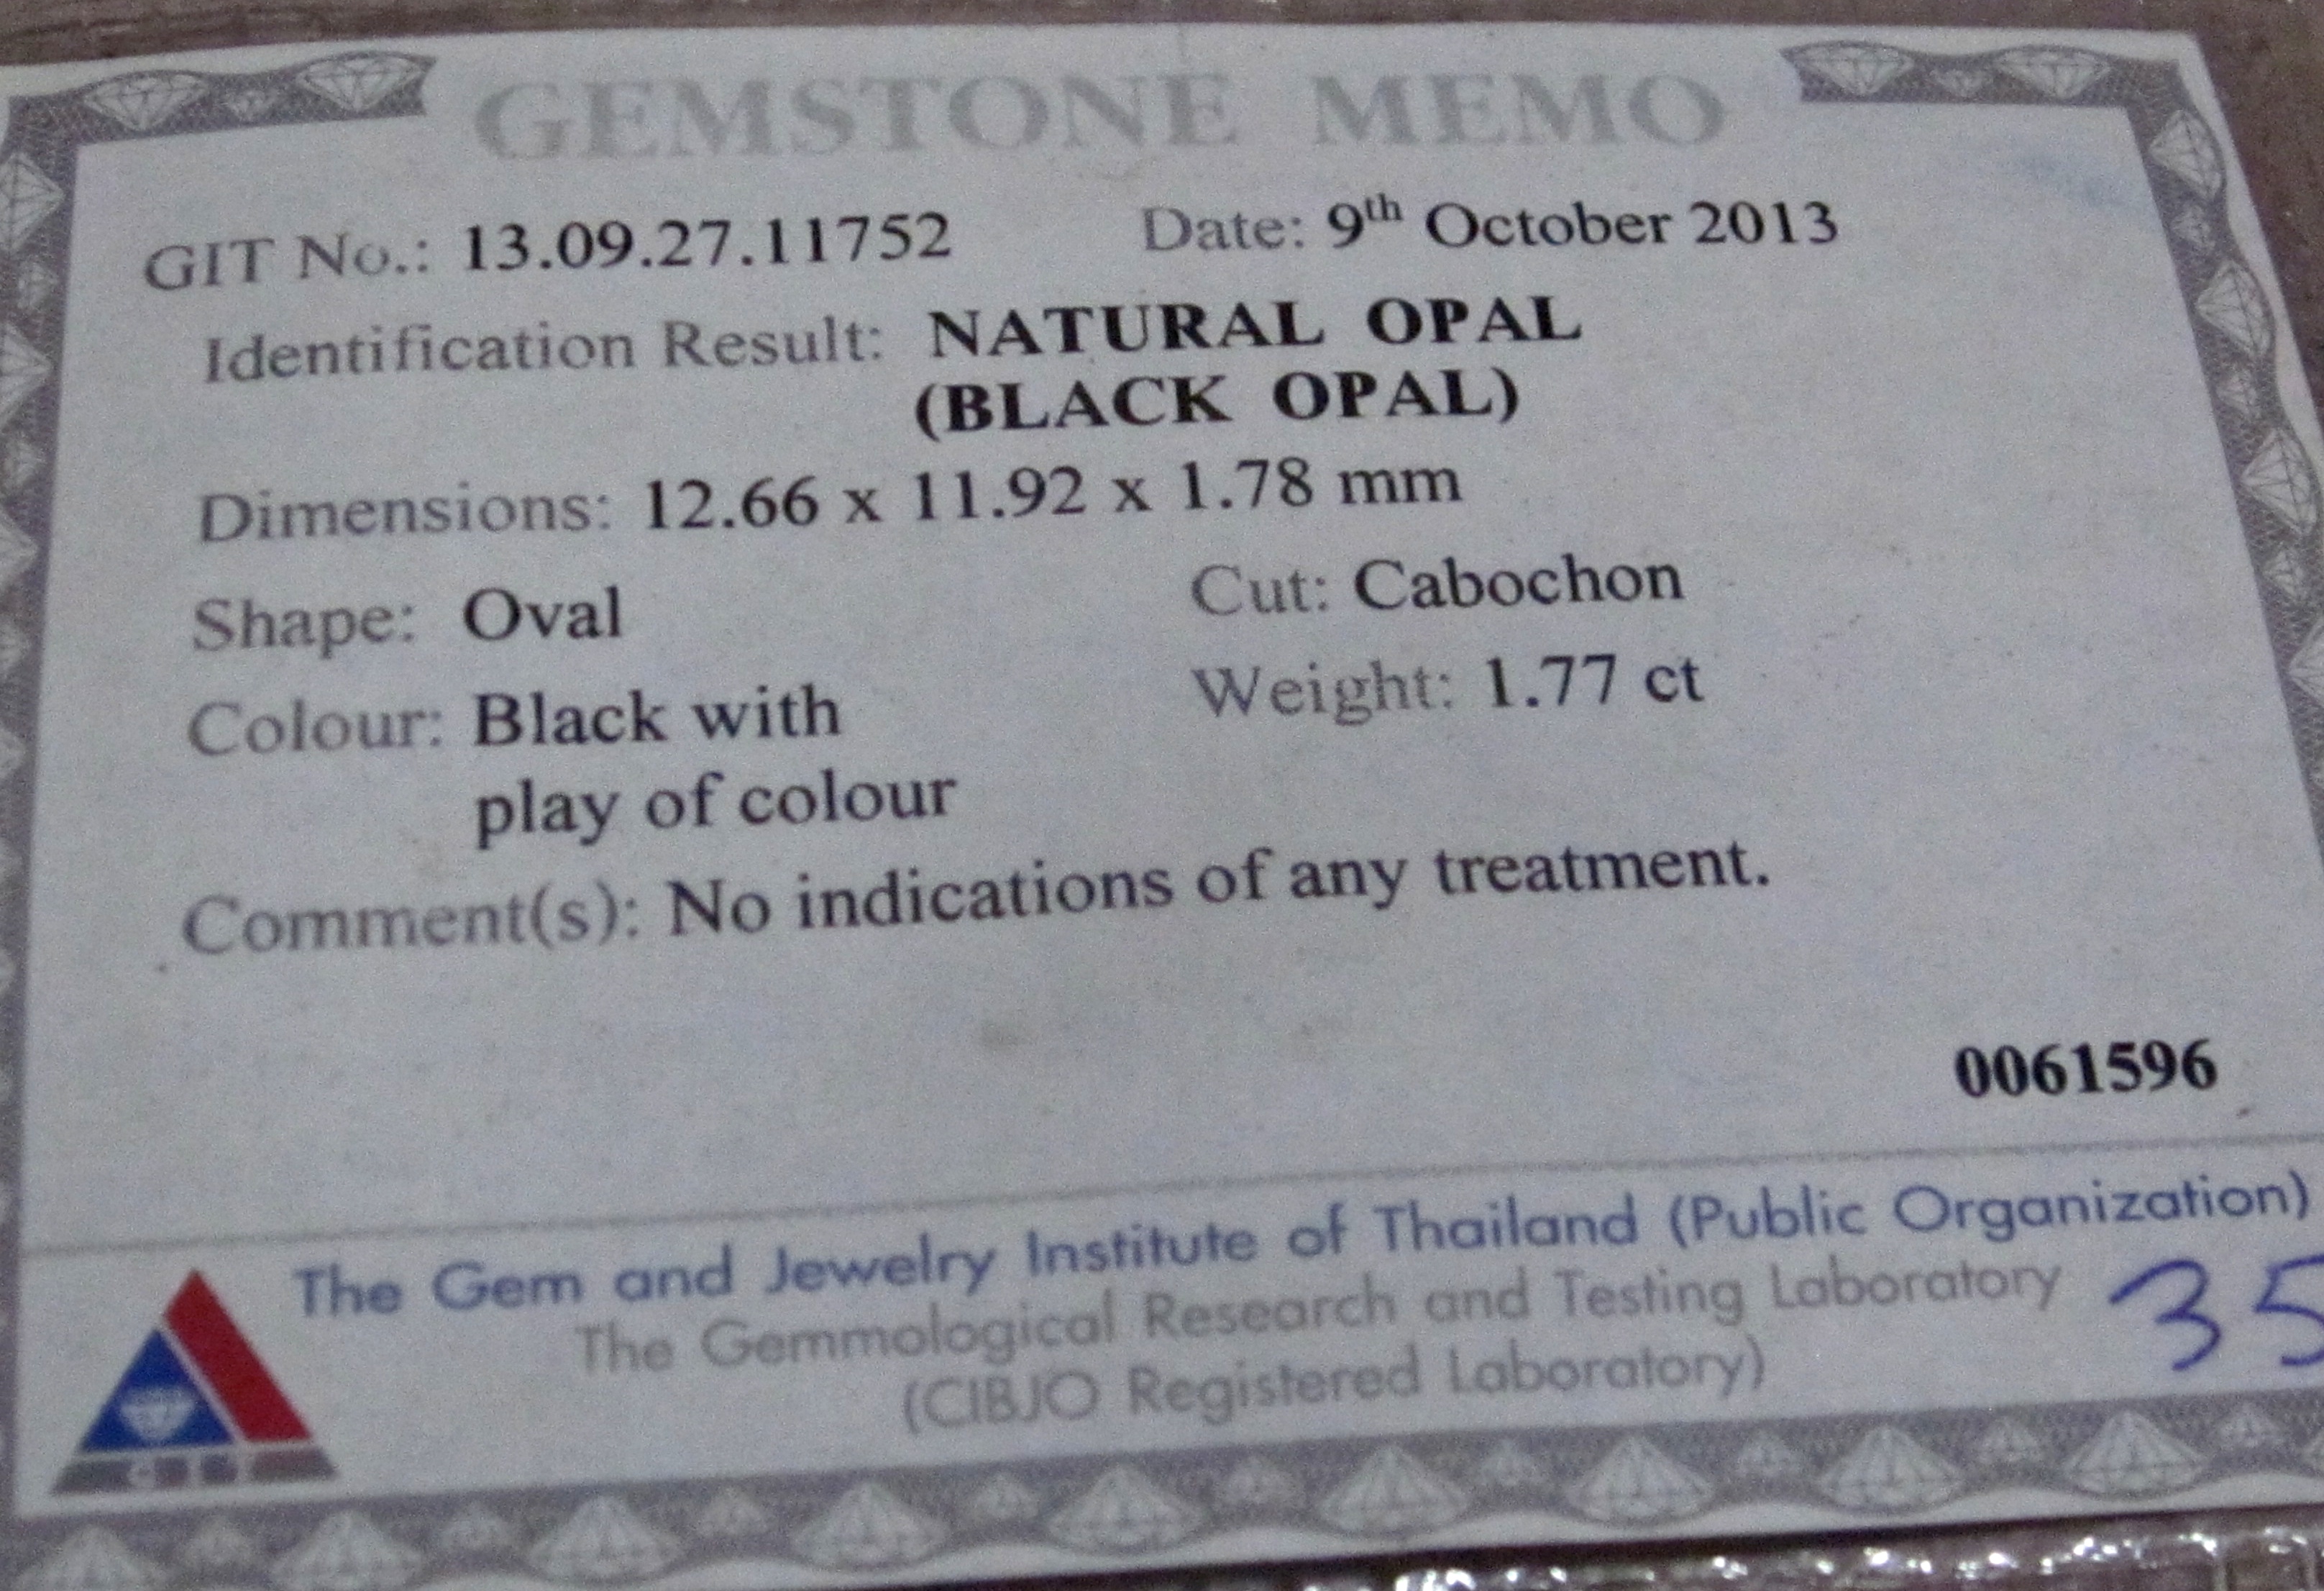 GEMSTONE MEMO
GIT No.: 13.09.27.11752 Date: 9th October 2013
Identification Result: NATURAL OPAL
(BLACK OPAL)
Dimensions: 12.66 x 11.92 x 1.78 mm
Shape: Oval Cut: Cabochon
Colour: Black with Weight: 1.77 ct
play of colour
Comment(s): No indications of any treatment.
0061596
The Gem and Jewelry Institute of Thailand (Public Organization)
The Gemmological Research and Testing Laboratory
(CIBJO Registered Laboratory)
35
GIT